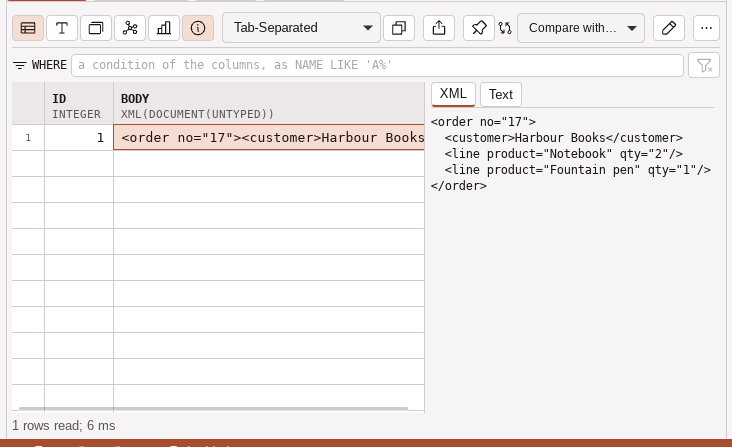 Tab-Separated
Compare with...
WHERE a condition of the columns, as NAME LIKE 'A%'
ID BODY
INTEGER XML(DOCUMENT(UNTYPED))
1 1 <order no="17"><customer>Harbour Books
XML Text
<order no="17">
<customer>Harbour Books</customer>
<line product="Notebook" qty="2"/>
<line product="Fountain pen" qty="1"/>
</order>
1 rows read; 6 ms